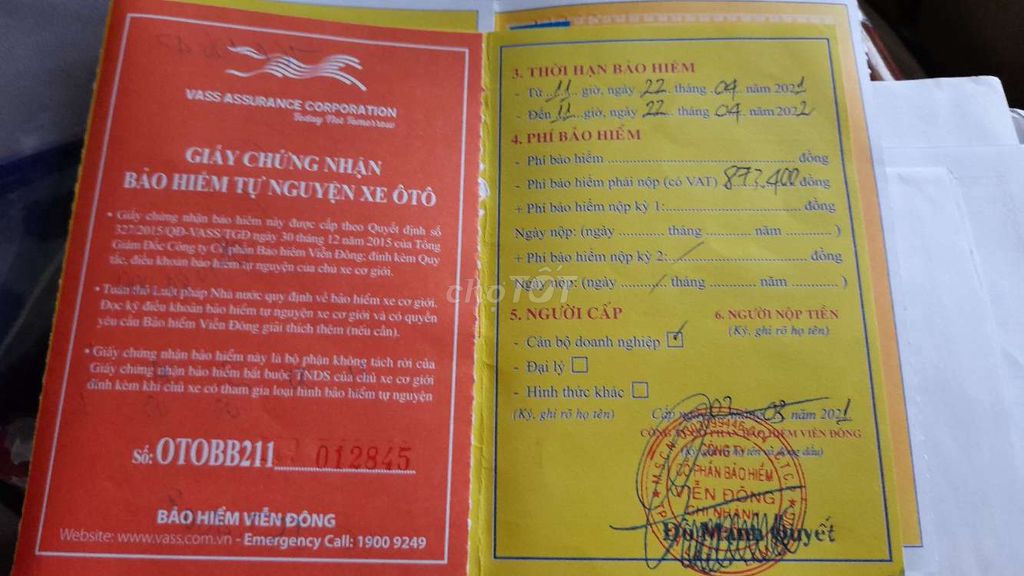 VASS ASSURANCE CORPORATION
Today Not Tomorrow
GIẤY CHỨNG NHẬN
BẢO HIỂM TỰ NGUYỆN XE ÔTÔ
• Giấy chứng nhận bảo hiểm này được cấp theo Quyết định số
327/2015/QĐ-VASS/TGĐ ngày 30 tháng 12 năm 2015 của Tổng
Giám Đốc Công ty Cổ phần Bảo hiểm Viễn Đông; đính kèm Quy
tắc, điều khoản bảo hiểm tự nguyện của chủ xe cơ giới.
• Tuân thủ Luật pháp Nhà nước quy định về bảo hiểm xe cơ giới.
Đọc kỹ điều khoản bảo hiểm tự nguyện xe cơ giới và có quyền
yêu cầu Bảo hiểm Viễn Đông giải thích thêm (nếu cần).
• Giấy chứng nhận bảo hiểm này là bộ phận không tách rời của
Giấy chứng nhận bảo hiểm bắt buộc TNDS của chủ xe cơ giới
đính kèm khi chủ xe có tham gia loại hình bảo hiểm tự nguyện
Số: OTOBB211 012845
BẢO HIỂM VIỄN ĐÔNG
Website: www.vass.com.vn - Emergency Call: 1900 9249
3. THỜI HẠN BẢO HIỂM
- Từ 11 giờ, ngày 22 tháng 04 năm 2021
- Đến 11 giờ, ngày 22 tháng 04 năm 2022
4. PHÍ BẢO HIỂM
- Phí bảo hiểm ........ đồng
- Phí bảo hiểm phải nộp (có VAT) 873,400 đồng
+ Phí bảo hiểm nộp kỳ 1: ........ đồng
Ngày nộp: (ngày ........ tháng ........ năm ........ )
+ Phí bảo hiểm nộp kỳ 2: ........ đồng
Ngày nộp: (ngày ........ tháng ........ năm ........ )
chợTỐT
5. NGƯỜI CẤP
6. NGƯỜI NỘP TIỀN
(Ký, ghi rõ họ tên)
- Cán bộ doanh nghiệp ☑
- Đại lý ☐
- Hình thức khác ☐
(Ký, ghi rõ họ tên)
Cấp ngày tháng 03 năm 2021
CÔNG TY CỔ PHẦN BẢO HIỂM VIỄN ĐÔNG
CÔNG TY
CỔ PHẦN BẢO HIỂM
VIỄN ĐÔNG
CHI NHÁNH
Đỗ Mạnh Quyết